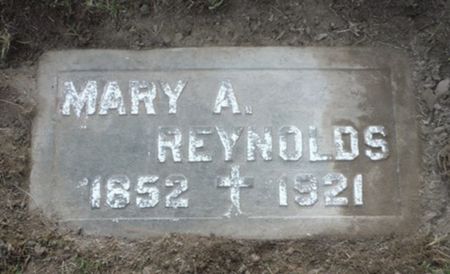 MARY A.
REYNOLDS
1852 ✝ 1921